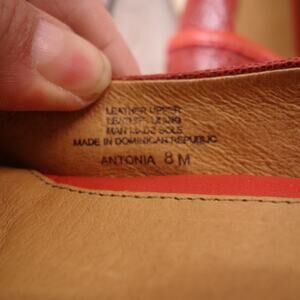 LEATHER UPPER
LEATHER LINING
MAN MADE SOLE
MADE IN DOMINICAN REPUBLIC
ANTONIA 8 M